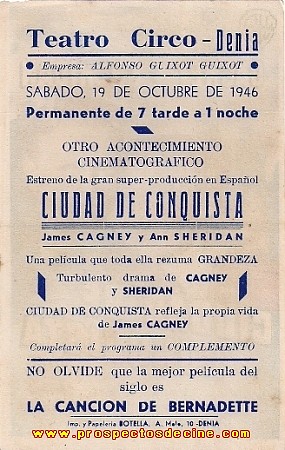 Teatro Circo - Denia
Empresa: ALFONSO GUIXOT GUIXOT
SABADO, 19 DE OCTUBRE DE 1946
Permanente de 7 tarde a 1 noche
OTRO ACONTECIMIENTO
CINEMATOGRAFICO
Estreno de la gran super-producción en Español
CIUDAD DE CONQUISTA
James CAGNEY y Ann SHERIDAN
Una película que toda ella rezuma GRANDEZA
Turbulento drama de CAGNEY
y SHERIDAN
CIUDAD DE CONQUISTA refleja la propia vida
de James CAGNEY
Completará el programa un COMPLEMENTO
NO OLVIDE que la mejor película del
siglo es
LA CANCION DE BERNADETTE
Imp. y Papelería BOTELLA. A. Mele, 10 -DENIA
www.prospectosdecine.com